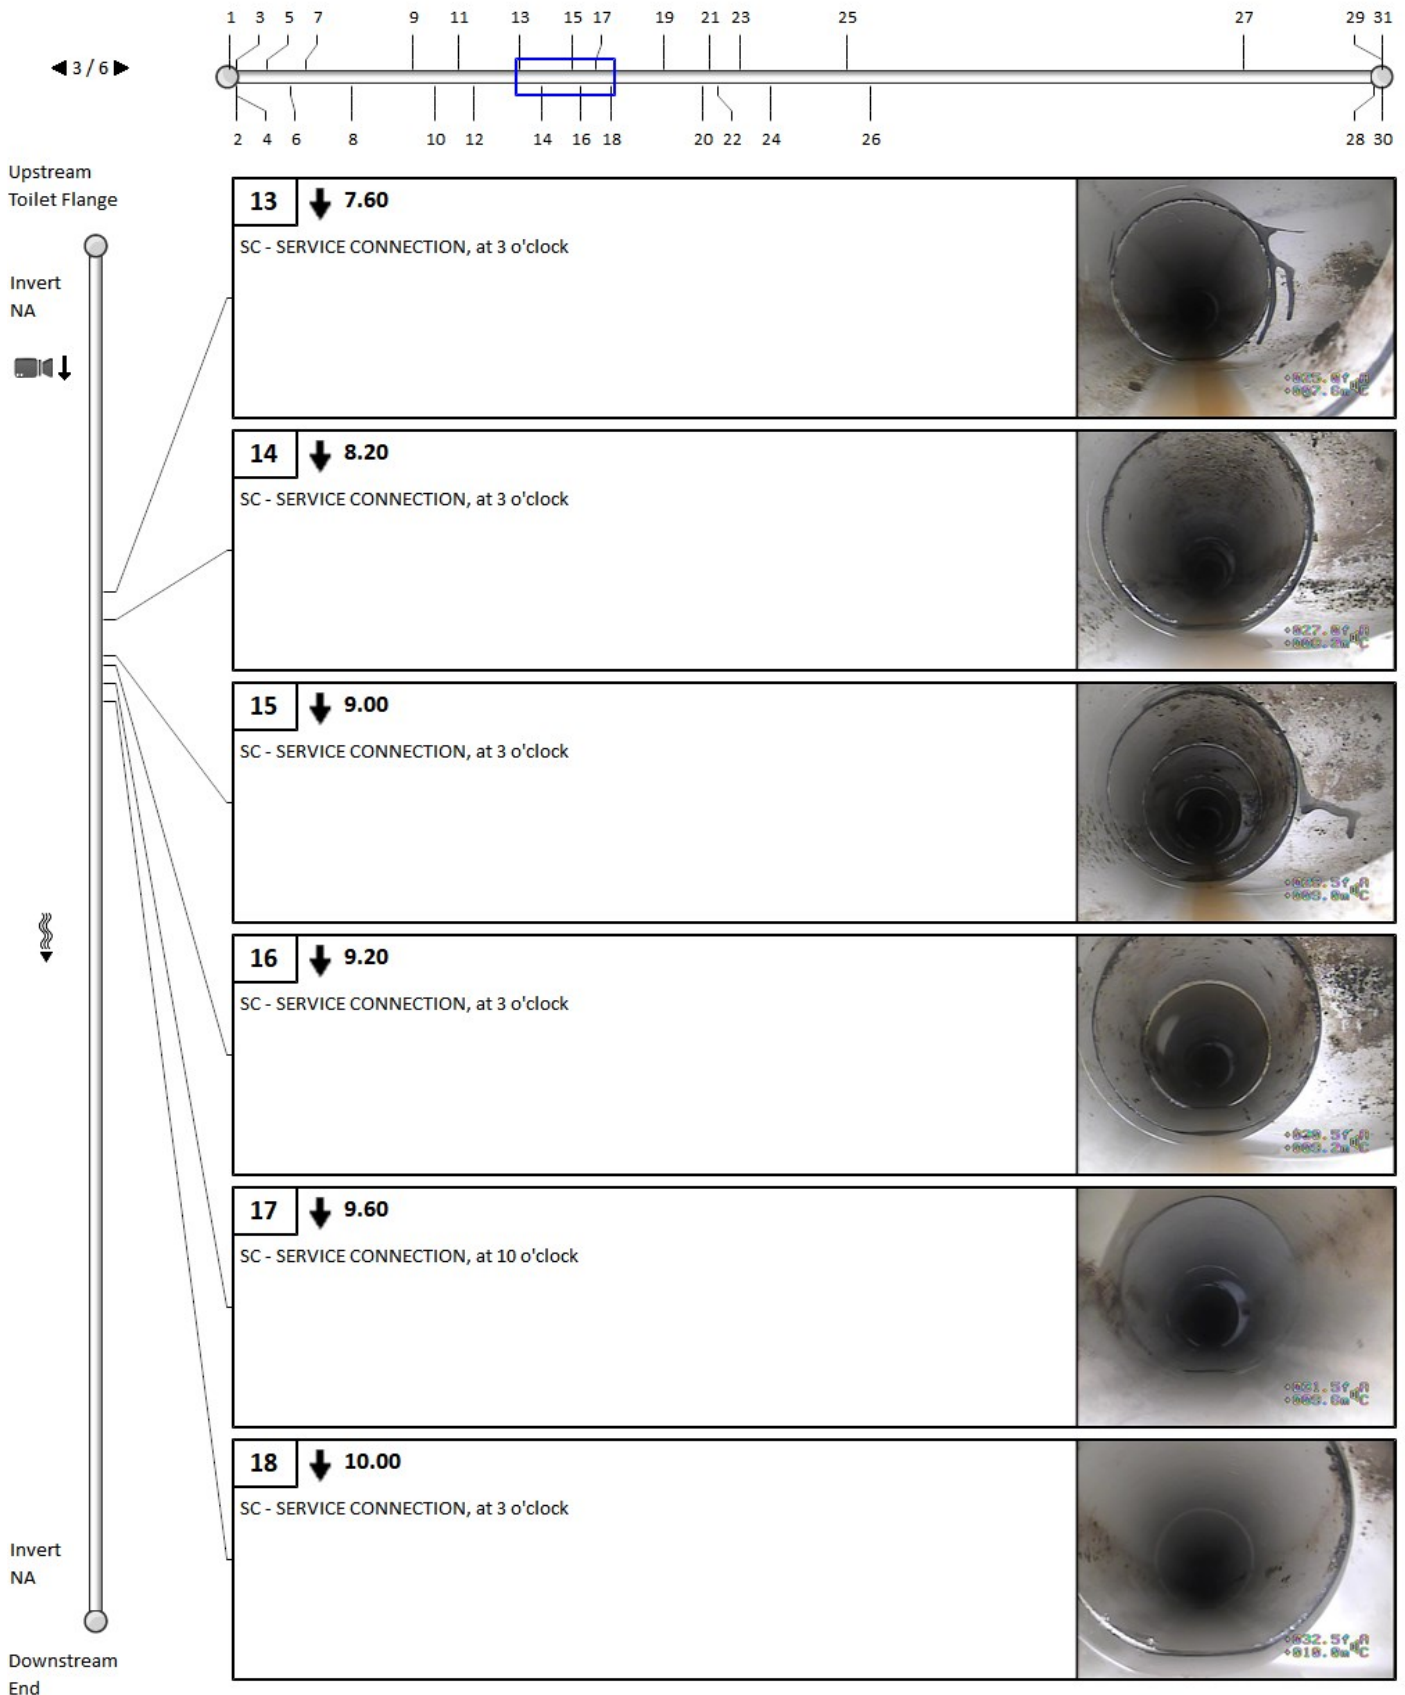 1 3 5 7 9 11 13 15 17 19 21 23 25 27 29 31
3 / 6
2 4 6 8 10 12 14 16 18 20 22 24 26 28 30
Upstream
Toilet Flange
Invert
NA
13 7.60
SC - SERVICE CONNECTION, at 3 o'clock
14 8.20
SC - SERVICE CONNECTION, at 3 o'clock
15 9.00
SC - SERVICE CONNECTION, at 3 o'clock
16 9.20
SC - SERVICE CONNECTION, at 3 o'clock
17 9.60
SC - SERVICE CONNECTION, at 10 o'clock
18 10.00
SC - SERVICE CONNECTION, at 3 o'clock
Invert
NA
Downstream
End